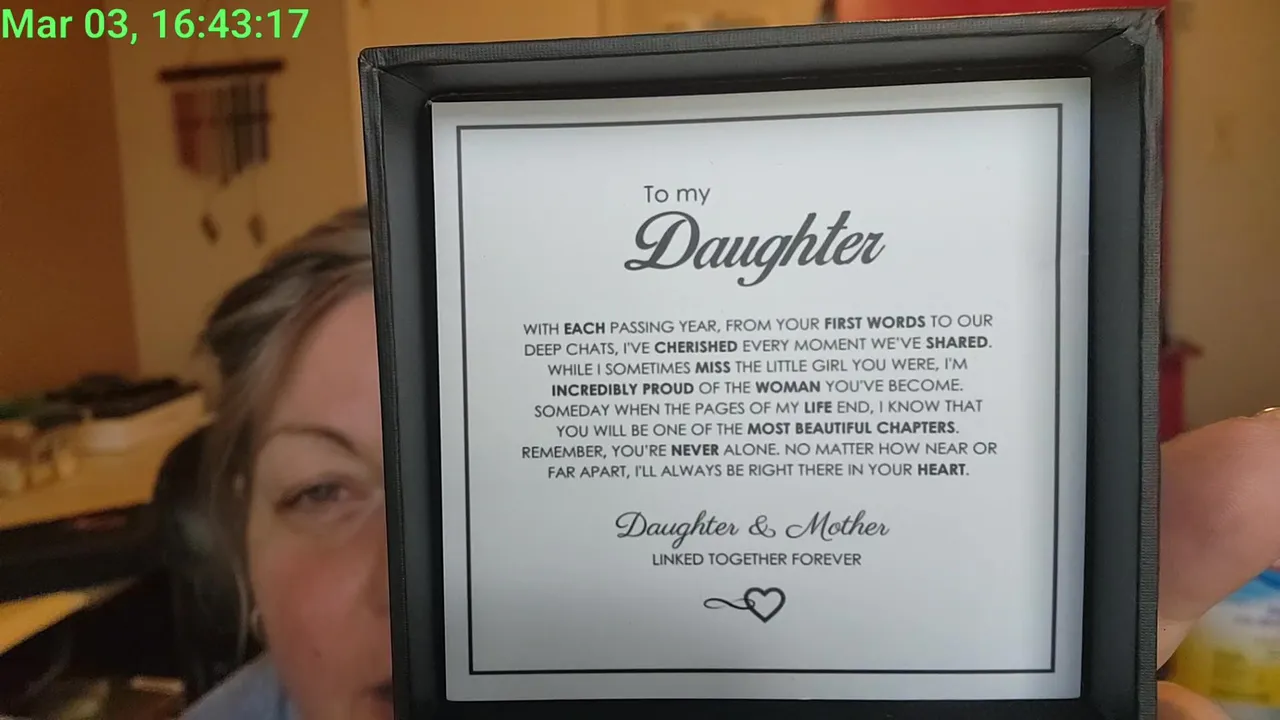 Mar 03, 16:43:17
To my
Daughter
WITH EACH PASSING YEAR, FROM YOUR FIRST WORDS TO OUR
DEEP CHATS, I'VE CHERISHED EVERY MOMENT WE'VE SHARED.
WHILE I SOMETIMES MISS THE LITTLE GIRL YOU WERE, I'M
INCREDIBLY PROUD OF THE WOMAN YOU'VE BECOME.
SOMEDAY WHEN THE PAGES OF MY LIFE END, I KNOW THAT
YOU WILL BE ONE OF THE MOST BEAUTIFUL CHAPTERS.
REMEMBER, YOU'RE NEVER ALONE. NO MATTER HOW NEAR OR
FAR APART, I'LL ALWAYS BE RIGHT THERE IN YOUR HEART.
Daughter & Mother
LINKED TOGETHER FOREVER